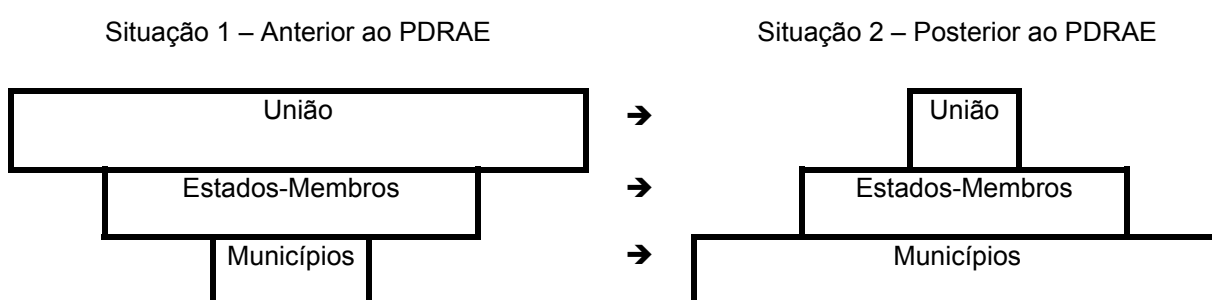 Situação 1 – Anterior ao PDRAE
Situação 2 – Posterior ao PDRAE
União
União
Estados-Membros
Estados-Membros
Municípios
Municípios